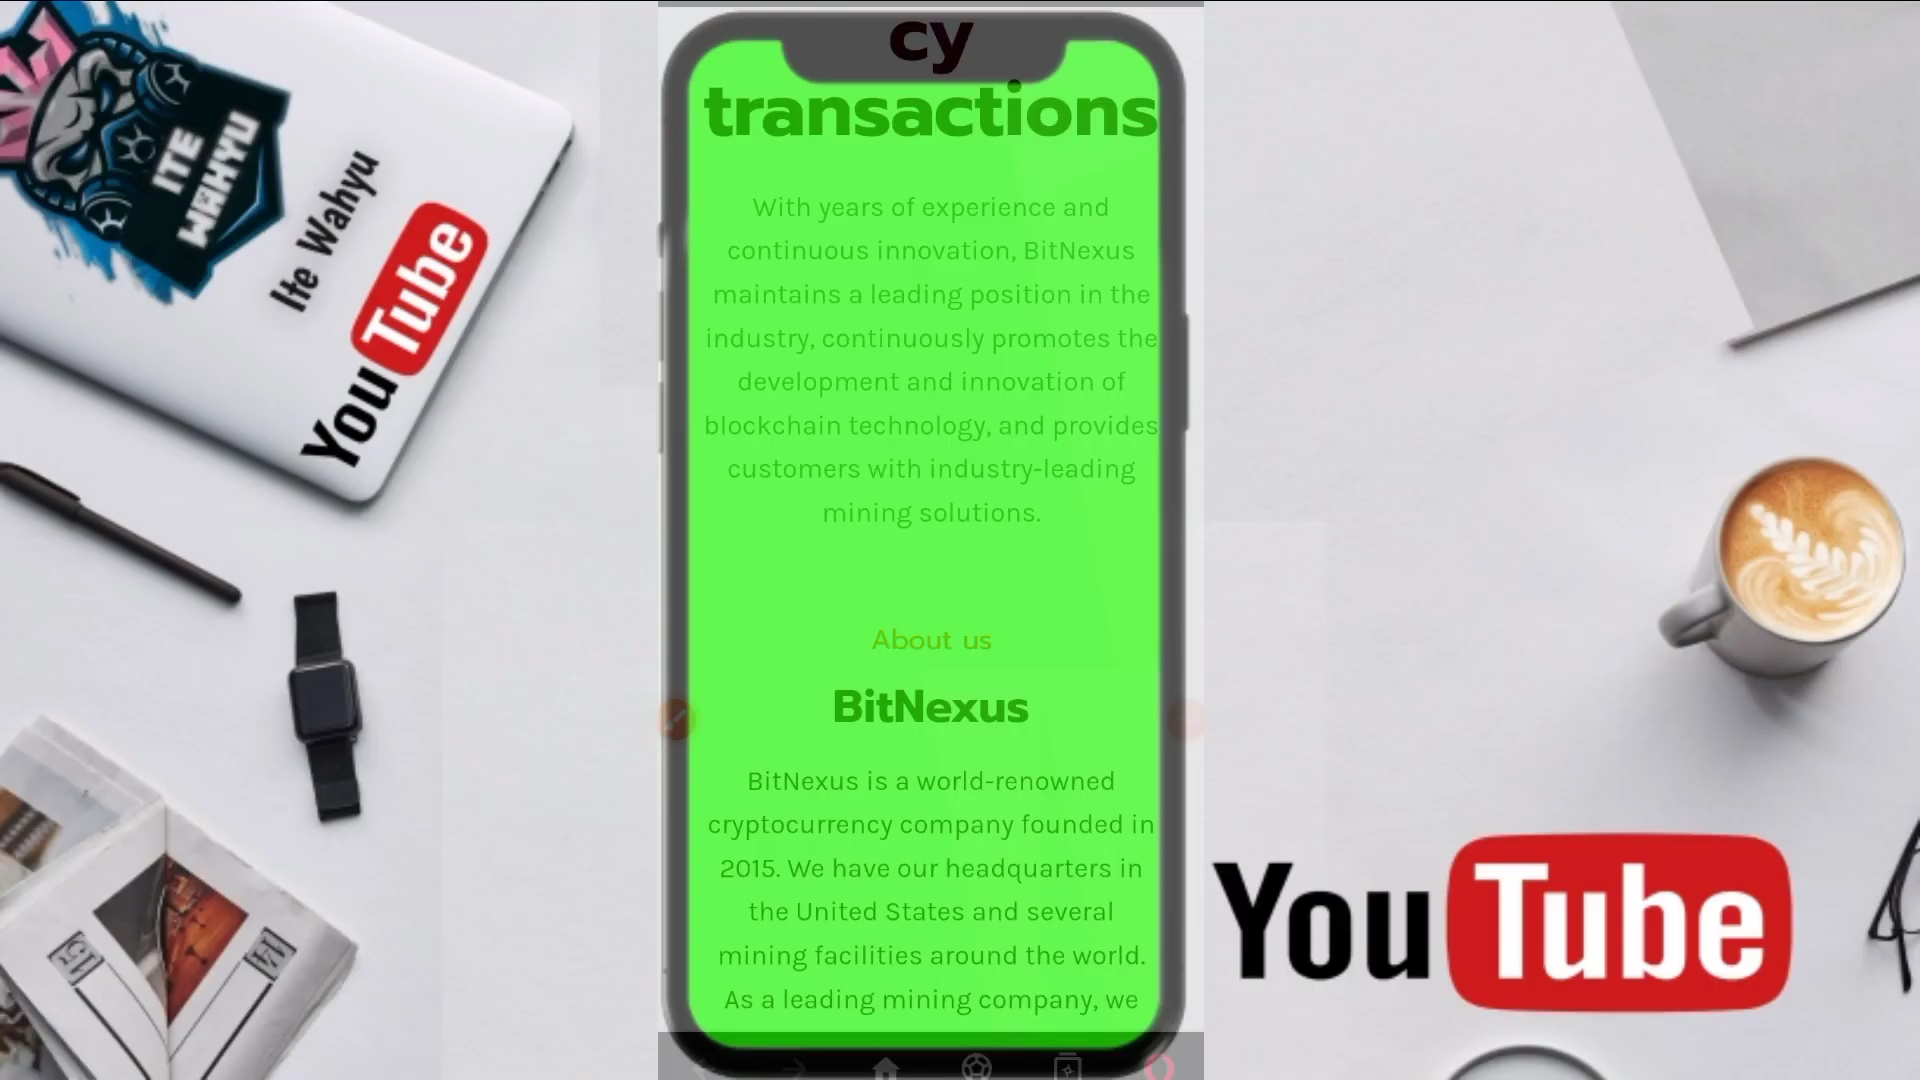 ITE
WAHYU
Ite Wahyu
YouTube
cy
transactions
With years of experience and
continuous innovation, BitNexus
maintains a leading position in the
industry, continuously promotes the
development and innovation of
blockchain technology, and provides
customers with industry-leading
mining solutions.
About us
BitNexus
BitNexus is a world-renowned
cryptocurrency company founded in
2015. We have our headquarters in
the United States and several
mining facilities around the world.
As a leading mining company, we
YouTube